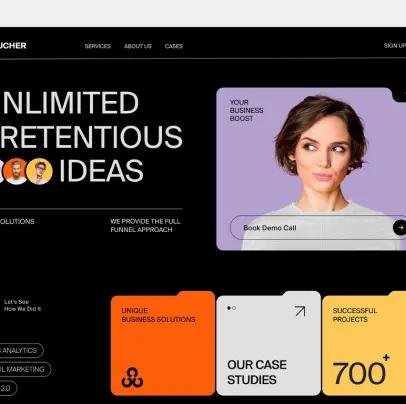 UCHER
SERVICES
ABOUT US
CASES
SIGN UP
NLIMITED
RETENTIOUS
IDEAS
OLUTIONS
WE PROVIDE THE FULL
FUNNEL APPROACH
YOUR
BUSINESS
BOOST
Book Demo Call
Let's See
How We Did It
ANALYTICS
L MARKETING
2.0
UNIQUE
BUSINESS SOLUTIONS
OUR CASE
STUDIES
SUCCESSFUL
PROJECTS
700+